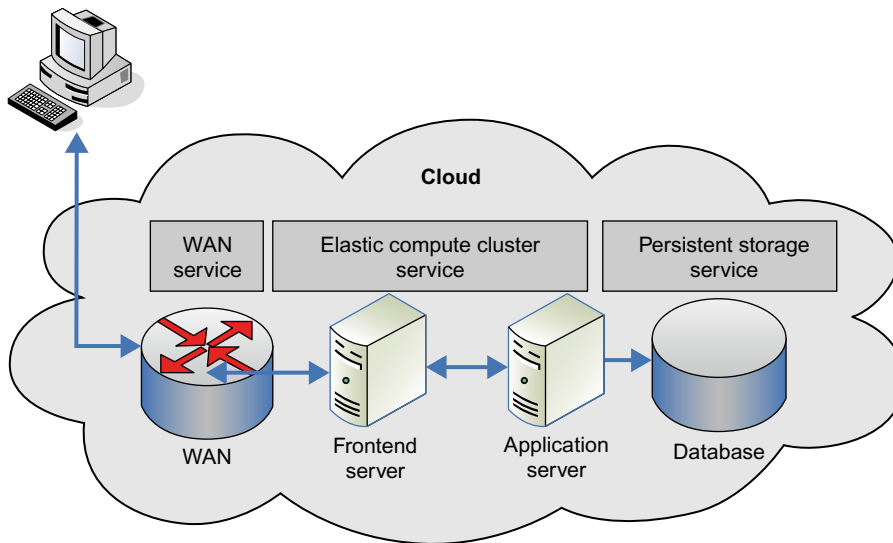 Cloud
WAN
service
Elastic compute cluster
service
Persistent storage
service
WAN
Frontend
server
Application
server
Database